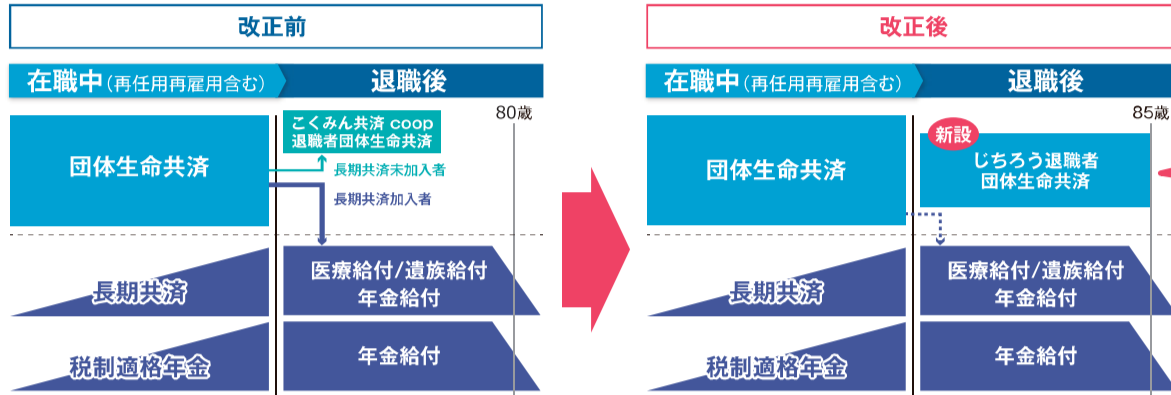 改正前
在職中(再任用再雇用含む)
退職後
80歳
団体生命共済
こくみん共済 coop
退職者団体生命共済
長期共済未加入者
長期共済加入者
長期共済
医療給付/遺族給付
年金給付
税制適格年金
年金給付
改正後
在職中(再任用再雇用含む)
退職後
85歳
団体生命共済
新設
じちろう退職者
団体生命共済
長期共済
医療給付/遺族給付
年金給付
税制適格年金
年金給付